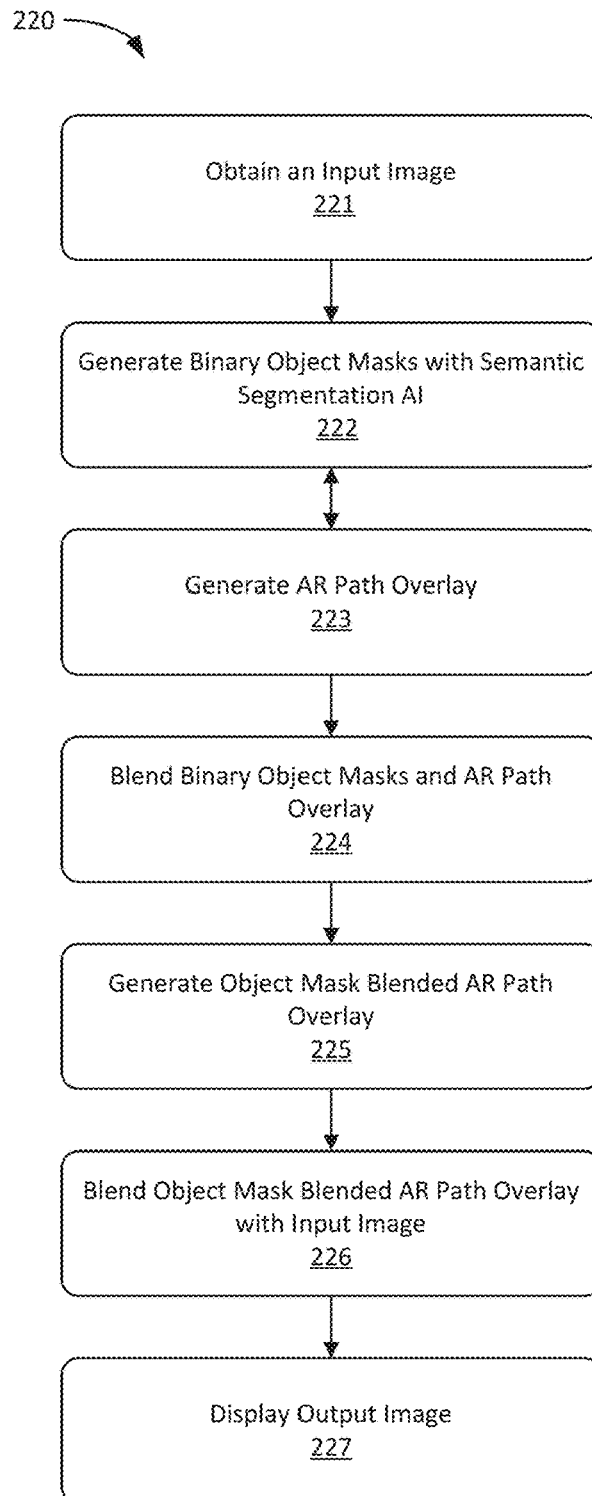 220
Obtain an Input Image
221
Generate Binary Object Masks with Semantic
Segmentation AI
222
Generate AR Path Overlay
223
Blend Binary Object Masks and AR Path
Overlay
224
Generate Object Mask Blended AR Path
Overlay
225
Blend Object Mask Blended AR Path Overlay
with Input Image
226
Display Output Image
227